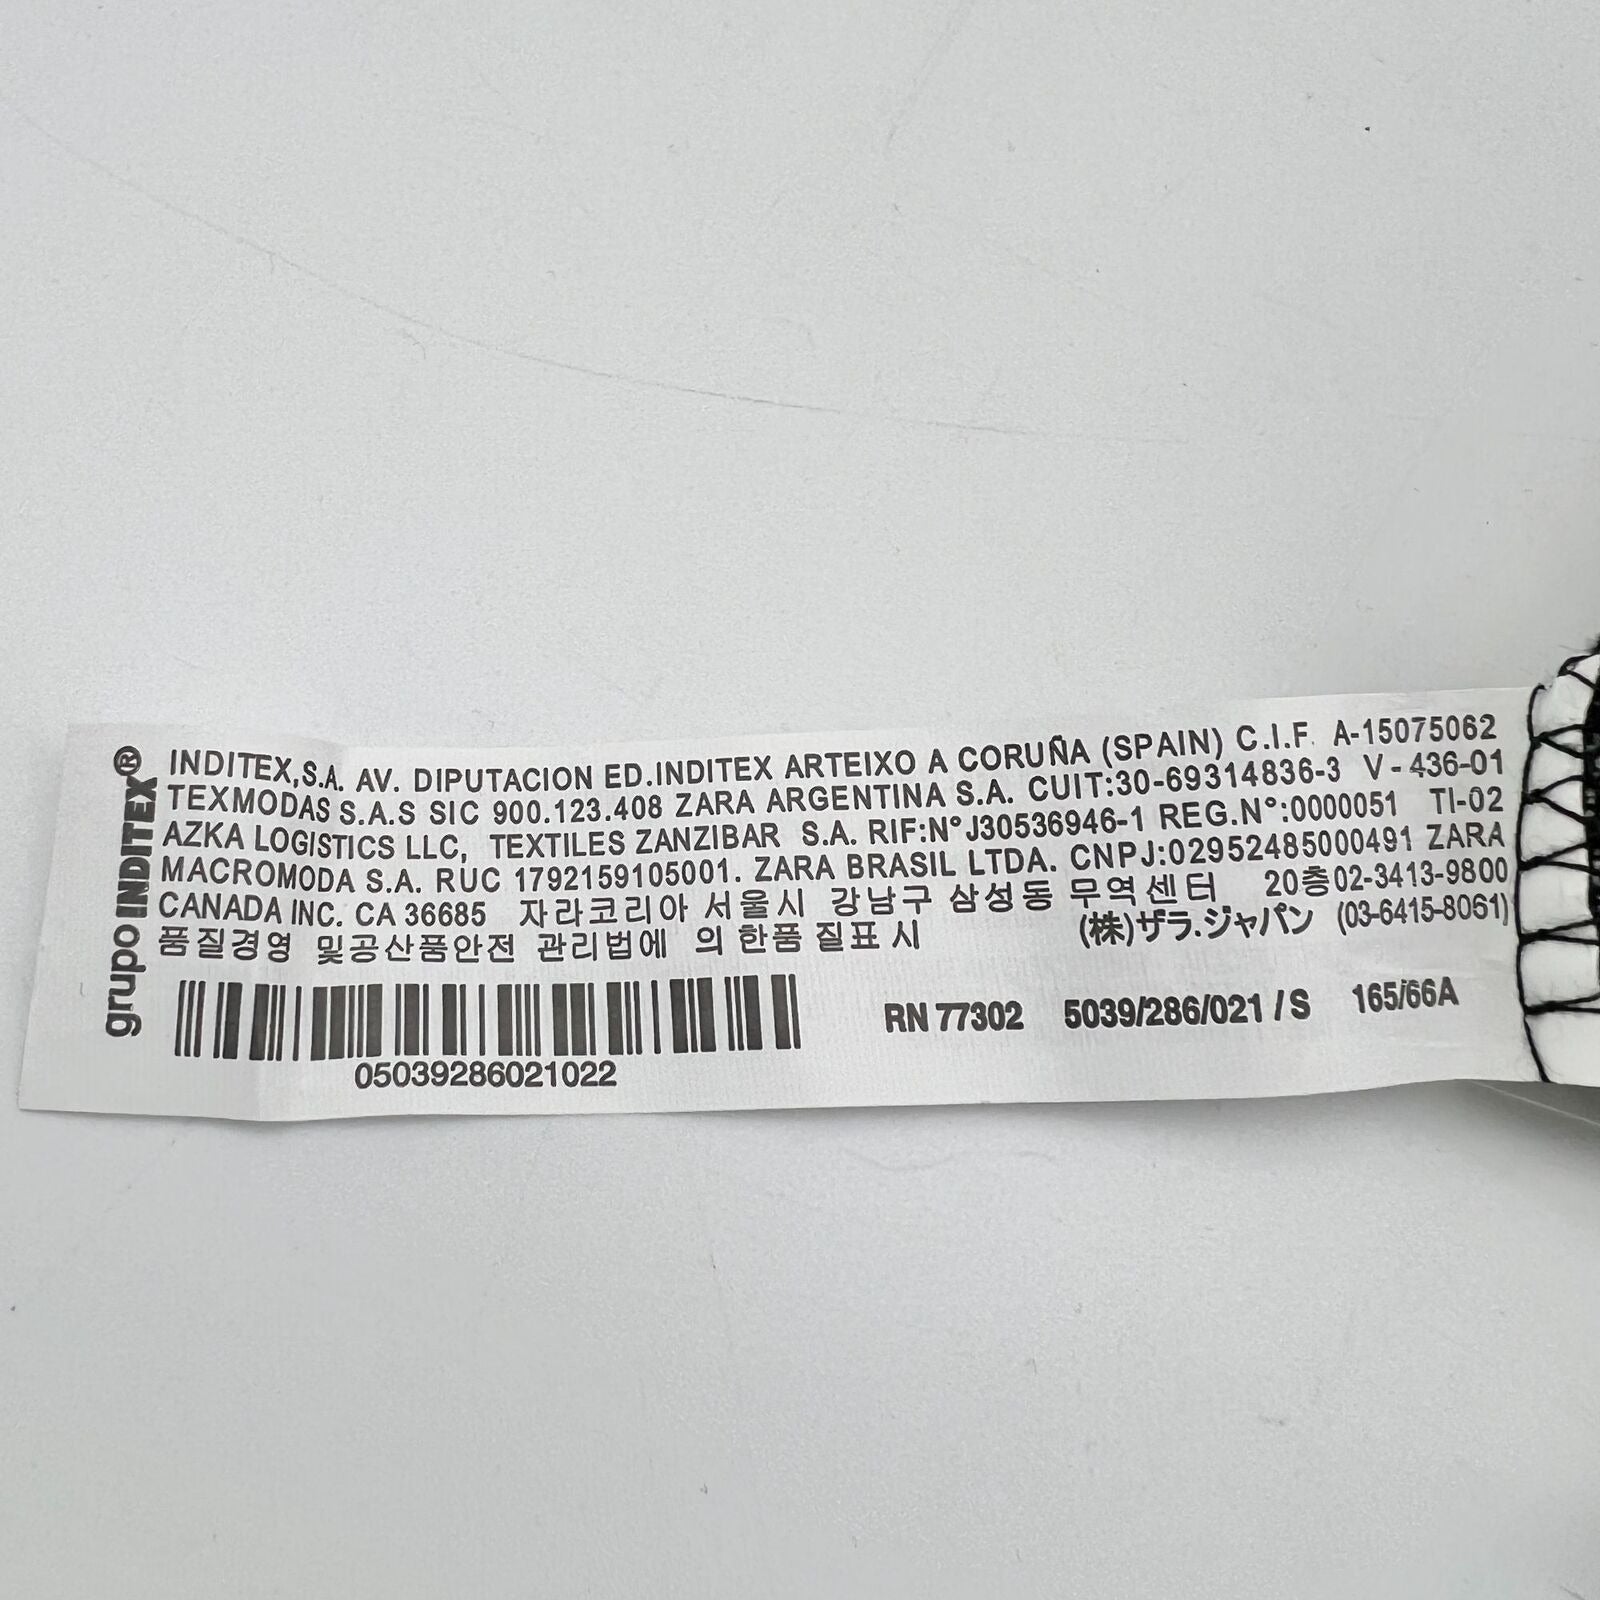 grupo INDITEX®
INDITEX,S.A. AV. DIPUTACION ED.INDITEX ARTEIXO A CORUÑA (SPAIN) C.I.F. A-15075062
TEXMODAS S.A.S SIC 900.123.408 ZARA ARGENTINA S.A. CUIT:30-69314836-3 V - 436-01
AZKA LOGISTICS LLC, TEXTILES ZANZIBAR S.A. RIF:Nº J30536946-1 REG.Nº:0000051 TI-02
MACROMODA S.A. RUC 1792159105001. ZARA BRASIL LTDA. CNPJ:02952485000491 ZARA
CANADA INC. CA 36685 자라코리아 서울시 강남구 삼성동 무역센터 20층02-3413-9800
품질경영 및공산품안전 관리법에 의 한품 질표 시 (株)ザラ.ジャパン (03-6415-8061)
RN 77302 5039/286/021 / S 165/66A
05039286021022